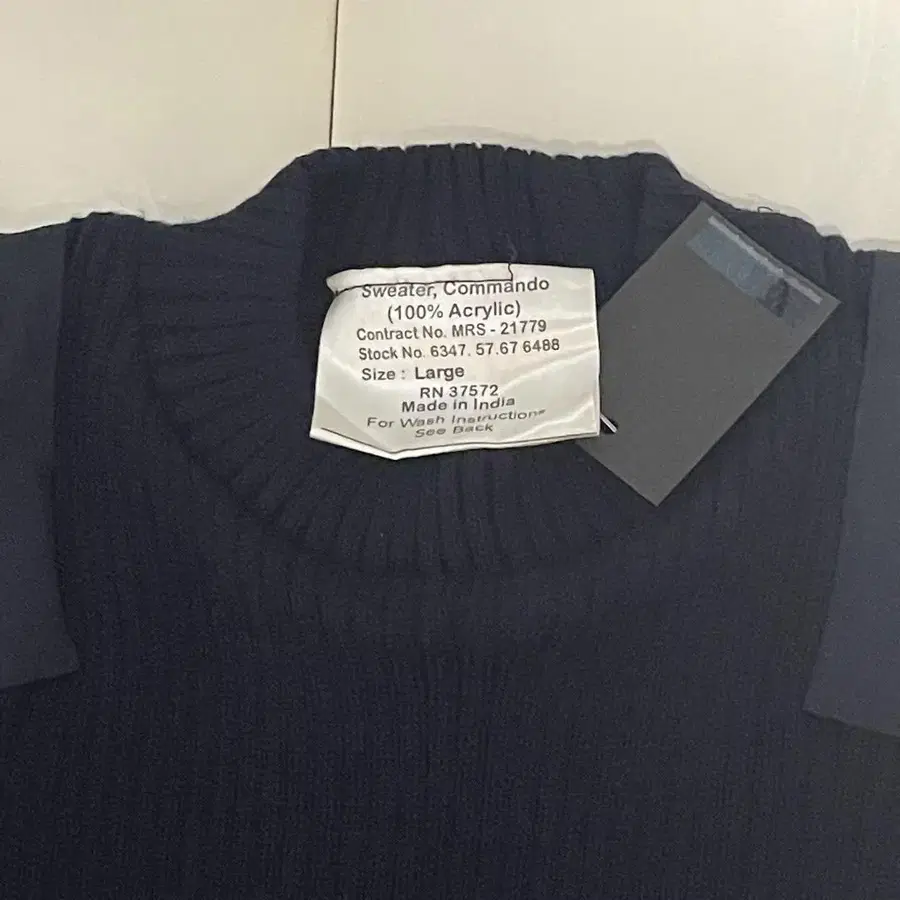 Sweater, Commando
(100% Acrylic)
Contract No. MRS - 21779
Stock No. 6347. 57.67 6488
Size : Large
RN 37572
Made in India
For Wash Instructions
See Back